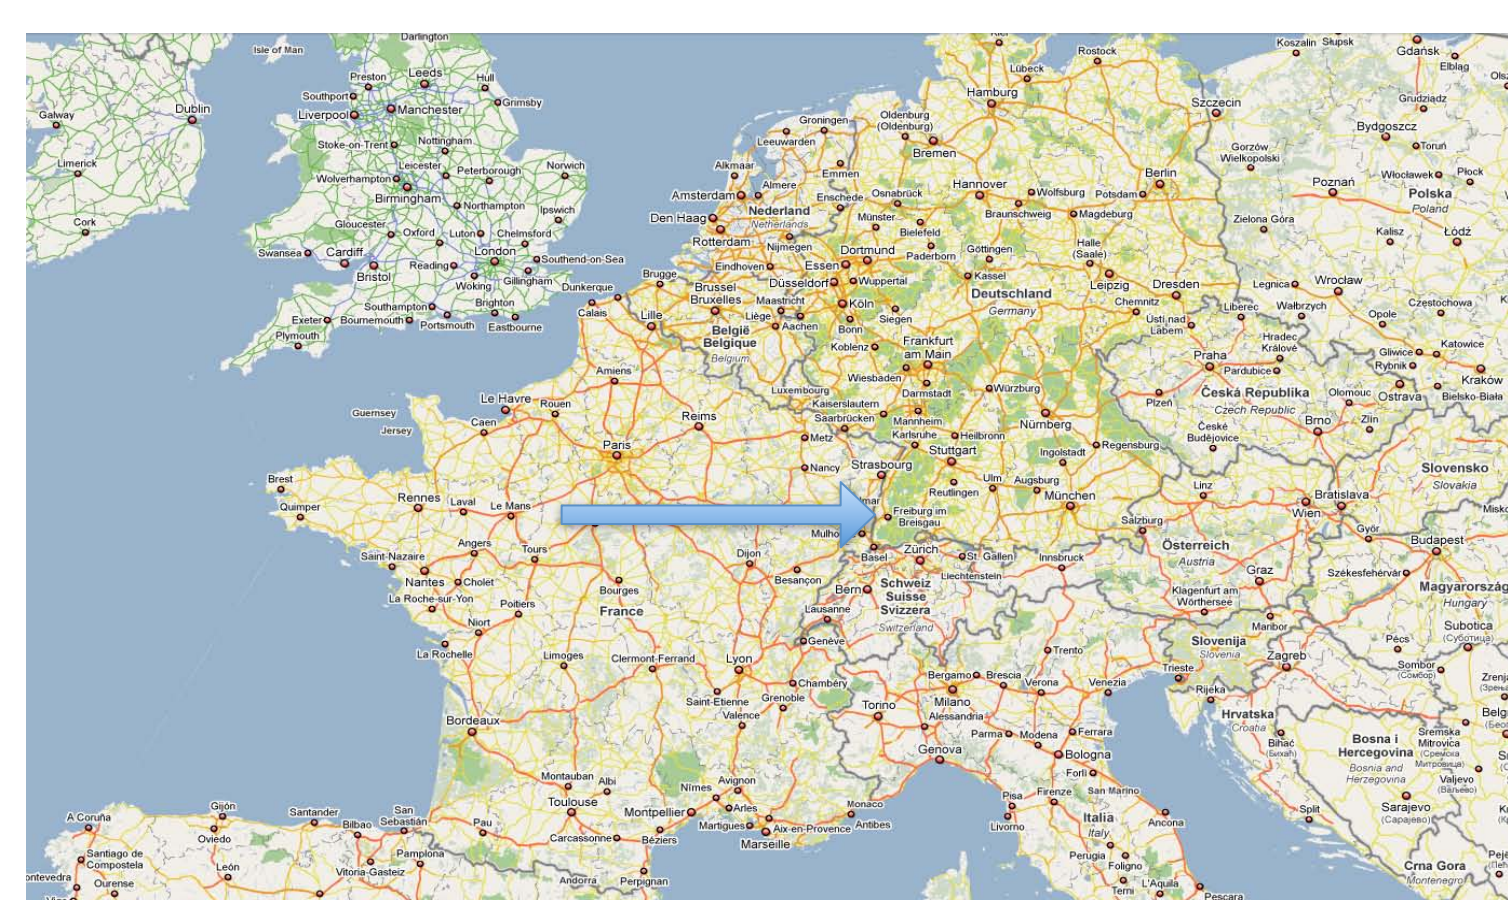 Darlington
Isle of Man
Preston
Leeds
Hull
Southport
Grimsby
Liverpool
Manchester
Galway
Dublin
Stoke-on-Trent
Nottingham
Limerick
Leicester
Peterborough
Norwich
Wolverhampton
Birmingham
Northampton
Ipswich
Cork
Gloucester
Oxford
Luton
Chelmsford
Swansea
Cardiff
London
Southend-on-Sea
Bristol
Reading
Woking
Gillingham
Southampton
Brighton
Exeter
Bournemouth
Portsmouth
Eastbourne
Plymouth
Guernsey
Jersey
Koszalin
Słupsk
Gdańsk
Elbląg
Rostock
Lübeck
Hamburg
Szczecin
Grudziądz
Groningen
Oldenburg
(Oldenburg)
Leeuwarden
Bremen
Bydgoszcz
Toruń
Gorzów
Wielkopolski
Alkmaar
Emmen
Amsterdam
Almere
Enschede
Osnabrück
Hannover
Wolfsburg
Potsdam
Berlin
Poznań
Włocławek
Płock
Polska
Poland
Den Haag
Nederland
Netherlands
Münster
Bielefeld
Braunschweig
Magdeburg
Zielona Góra
Kalisz
Łódź
Rotterdam
Nijmegen
Dortmund
Paderborn
Göttingen
Halle
(Saale)
Eindhoven
Essen
Düsseldorf
Wuppertal
Kassel
Leipzig
Dresden
Legnica
Wrocław
Brugge
Dunkerque
Brussel
Bruxelles
Maastricht
Köln
Deutschland
Germany
Chemnitz
Liberec
Wałbrzych
Częstochowa
Calais
Lille
België
Belgique
Belgium
Liège
Aachen
Bonn
Siegen
Ústí nad
Labem
Opole
Hradec
Králové
Koblenz
Frankfurt
am Main
Praha
Pardubice
Gliwice
Katowice
Rybnik
Kraków
Amiens
Wiesbaden
Darmstadt
Würzburg
Česká Republika
Czech Republic
Plzeň
Olomouc
Ostrava
Bielsko-Biała
Le Havre
Rouen
Luxembourg
Kaiserslautern
Caen
Reims
Saarbrücken
Mannheim
Nürnberg
České
Budějovice
Brno
Zlín
Paris
Metz
Karlsruhe
Heilbronn
Stuttgart
Regensburg
Ingolstadt
Slovensko
Slovakia
Nancy
Strasbourg
Brest
Quimper
Rennes
Laval
Le Mans
Reutlingen
Ulm
Augsburg
München
Linz
Wien
Bratislava
Freiburg im
Breisgau
Salzburg
Győr
Budapest
Saint-Nazaire
Angers
Tours
Dijon
Basel
Zürich
St. Gallen
Innsbruck
Österreich
Austria
Graz
Székesfehérvár
Nantes
Cholet
Bourges
Besançon
Bern
Schweiz
Suisse
Svizzera
Switzerland
Liechtenstein
Klagenfurt am
Wörthersee
Magyarország
Hungary
La Roche-sur-Yon
Poitiers
France
Lausanne
Maribor
Niort
Genève
Slovenija
Slovenia
Zagreb
Pécs
Subotica
(Суботица)
La Rochelle
Limoges
Clermont-Ferrand
Lyon
Trento
Trieste
Sombor
(Сомбор)
Chambéry
Bergamo
Brescia
Verona
Venezia
Rijeka
Saint-Etienne
Grenoble
Torino
Milano
Valence
Alessandria
Hrvatska
Croatia
Bordeaux
Parma
Modena
Ferrara
Bihać
(Бихаћ)
Bosna i
Hercegovina
Bosnia and
Herzegovina
Sremska
Mitrovica
(Сремска
Митровица)
Genova
Bologna
Forlì
Valjevo
(Ваљево)
Montauban
Albi
Nîmes
Avignon
Pisa
Firenze
San Marino
Toulouse
Montpellier
Arles
Monaco
Livorno
Italia
Italy
Ancona
Split
Sarajevo
(Сарајево)
A Coruña
Gijón
Oviedo
Santander
Bilbao
San
Sebastián
Pau
Carcassonne
Béziers
Martigues
Aix-en-Provence
Antibes
Marseille
Santiago de
Compostela
León
Vitoria-Gasteiz
Pamplona
Andorra
Perpignan
Perugia
Foligno
Terni
L'Aquila
Pescara
Crna Gora
Montenegro
Ourense